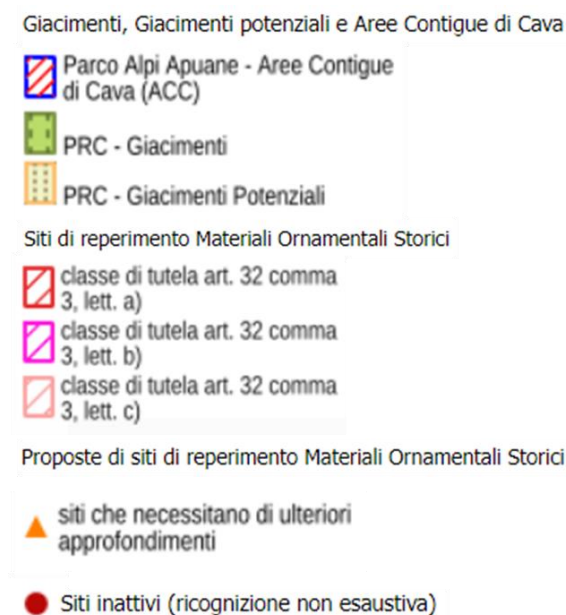 Giacimenti, Giacimenti potenziali e Aree Contigue di Cava
Parco Alpi Apuane - Aree Contigue
di Cava (ACC)
PRC - Giacimenti
PRC - Giacimenti Potenziali
Siti di reperimento Materiali Ornamentali Storici
classe di tutela art. 32 comma
3, lett. a)
classe di tutela art. 32 comma
3, lett. b)
classe di tutela art. 32 comma
3, lett. c)
Proposte di siti di reperimento Materiali Ornamentali Storici
siti che necessitano di ulteriori
approfondimenti
Siti inattivi (ricognizione non esaustiva)